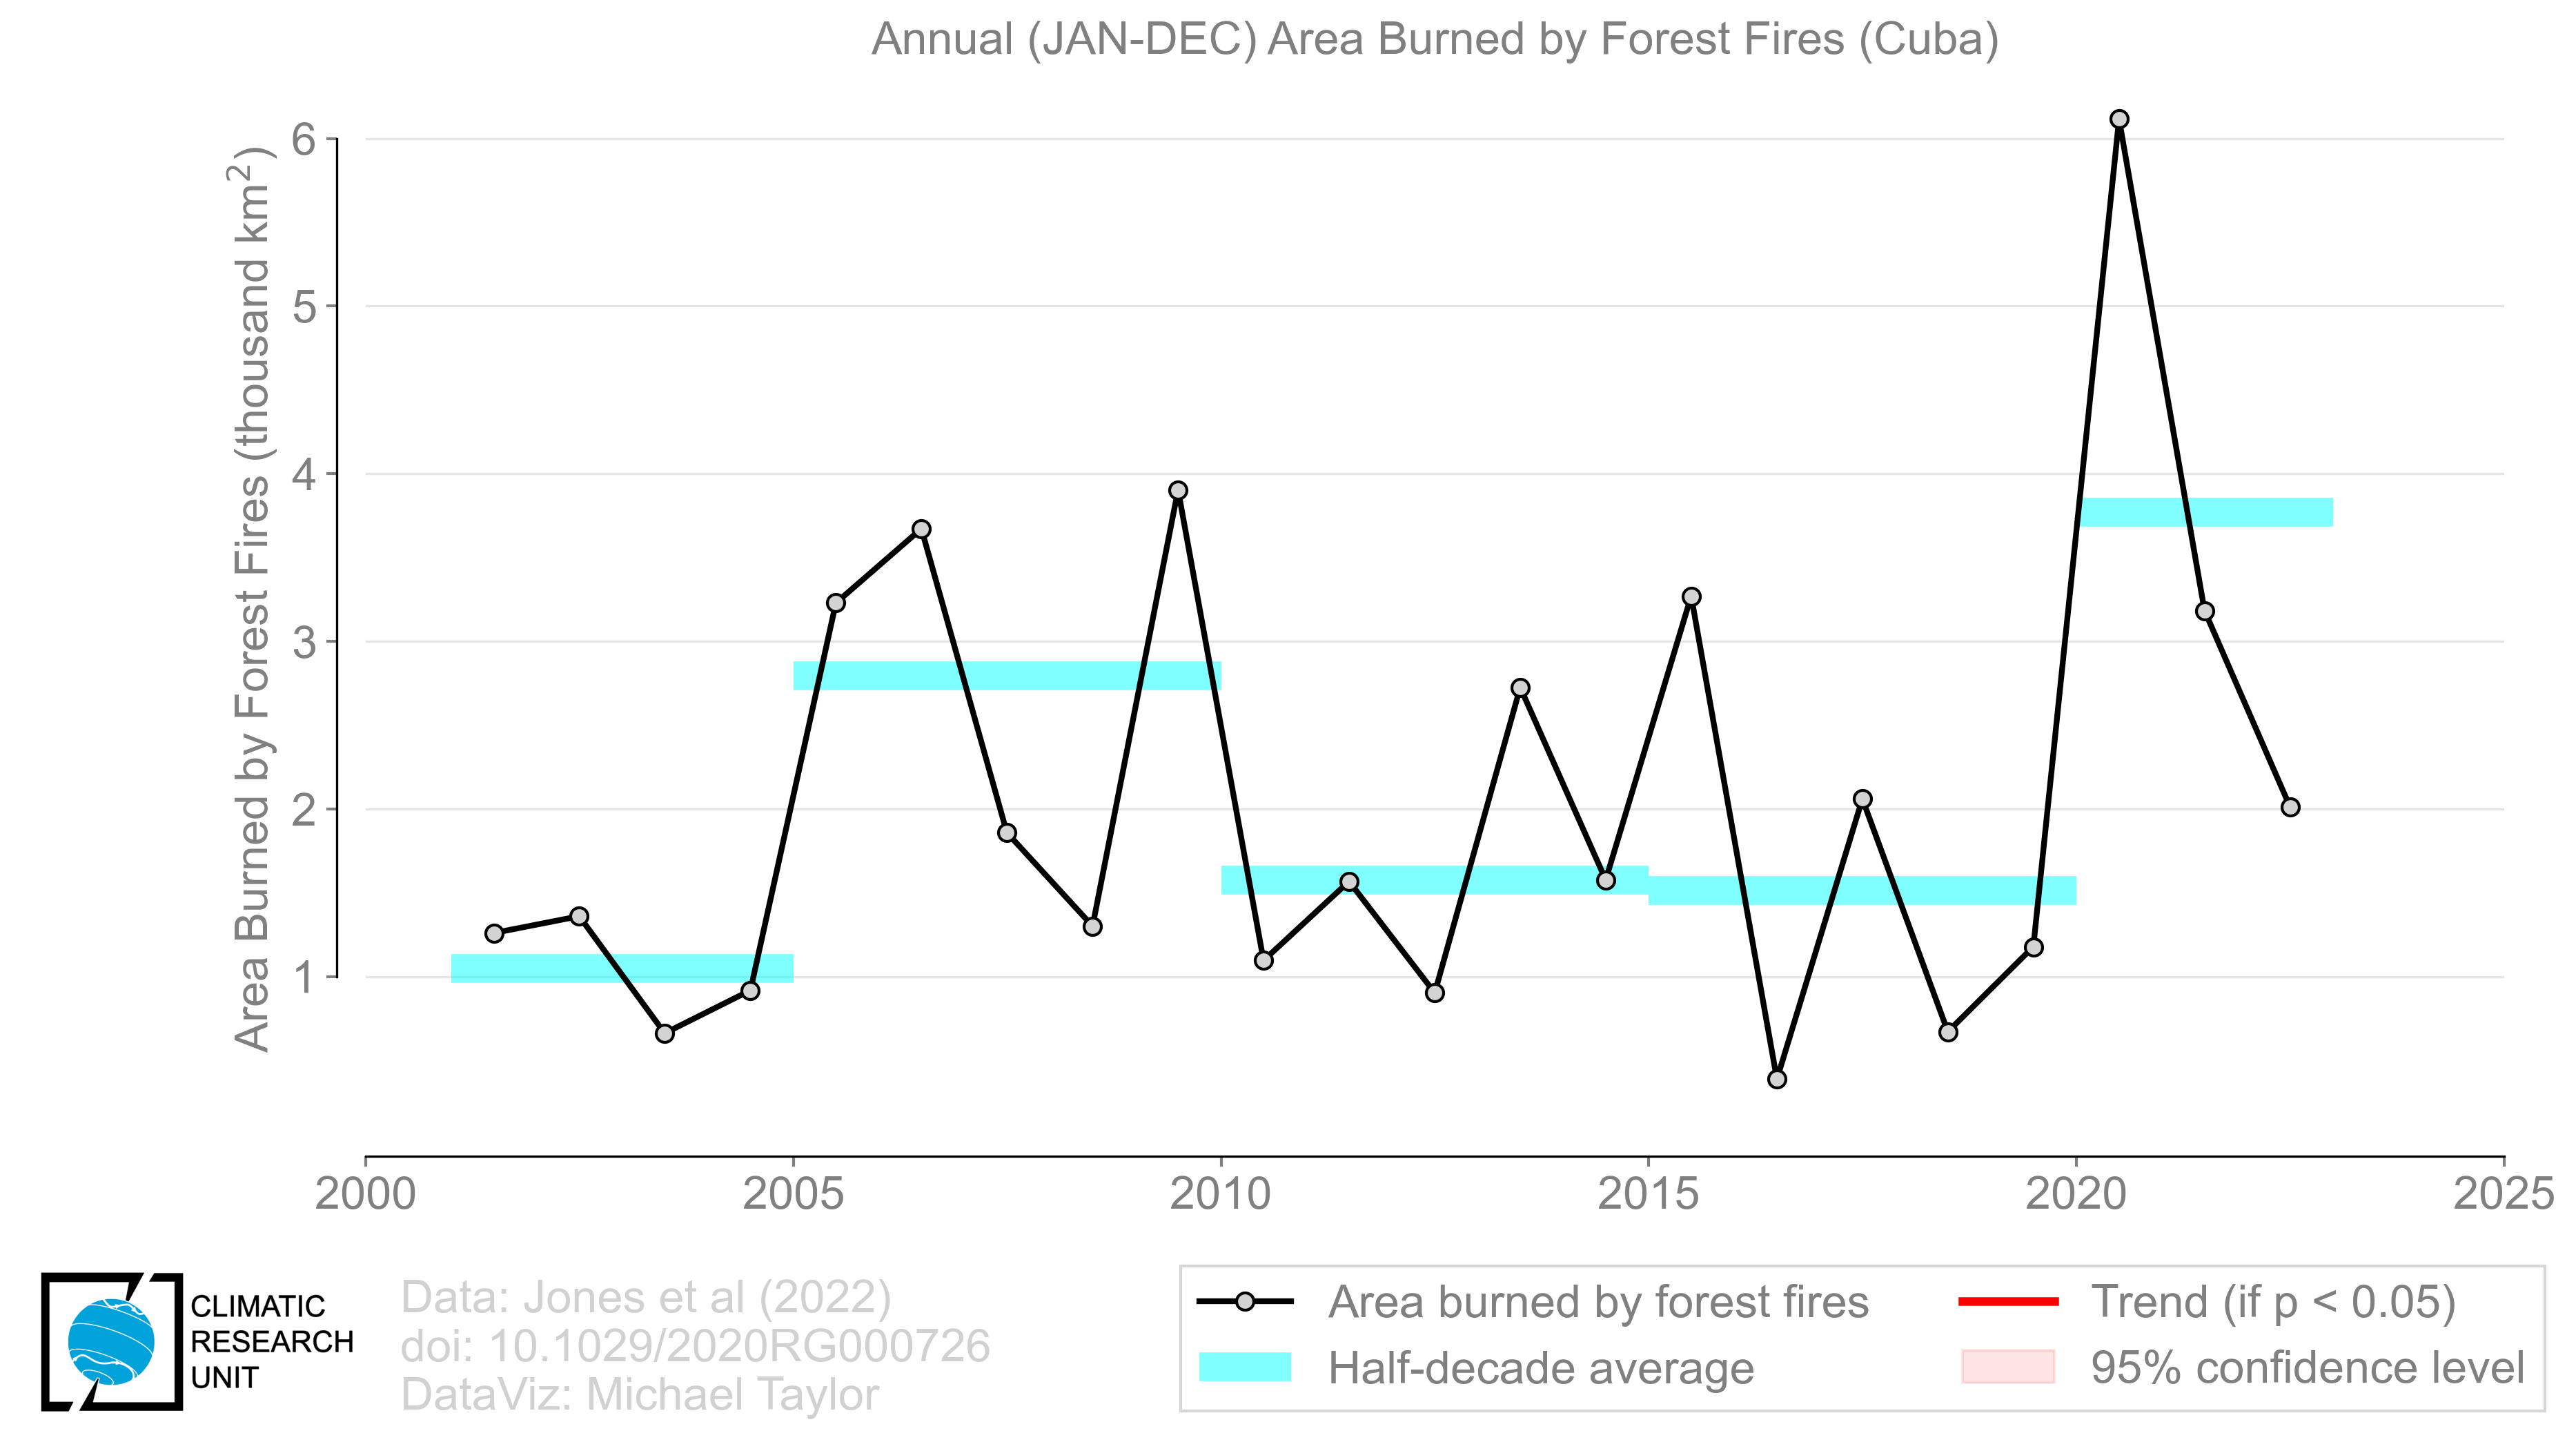 Annual (JAN-DEC) Area Burned by Forest Fires (Cuba)
Area Burned by Forest Fires (thousand km²)
6
5
4
3
2
1
2000 2005 2010 2015 2020 2025
CLIMATIC
RESEARCH
UNIT
Data: Jones et al (2022)
doi: 10.1029/2020RG000726
DataViz: Michael Taylor
Area burned by forest fires
Half-decade average
Trend (if p < 0.05)
95% confidence level